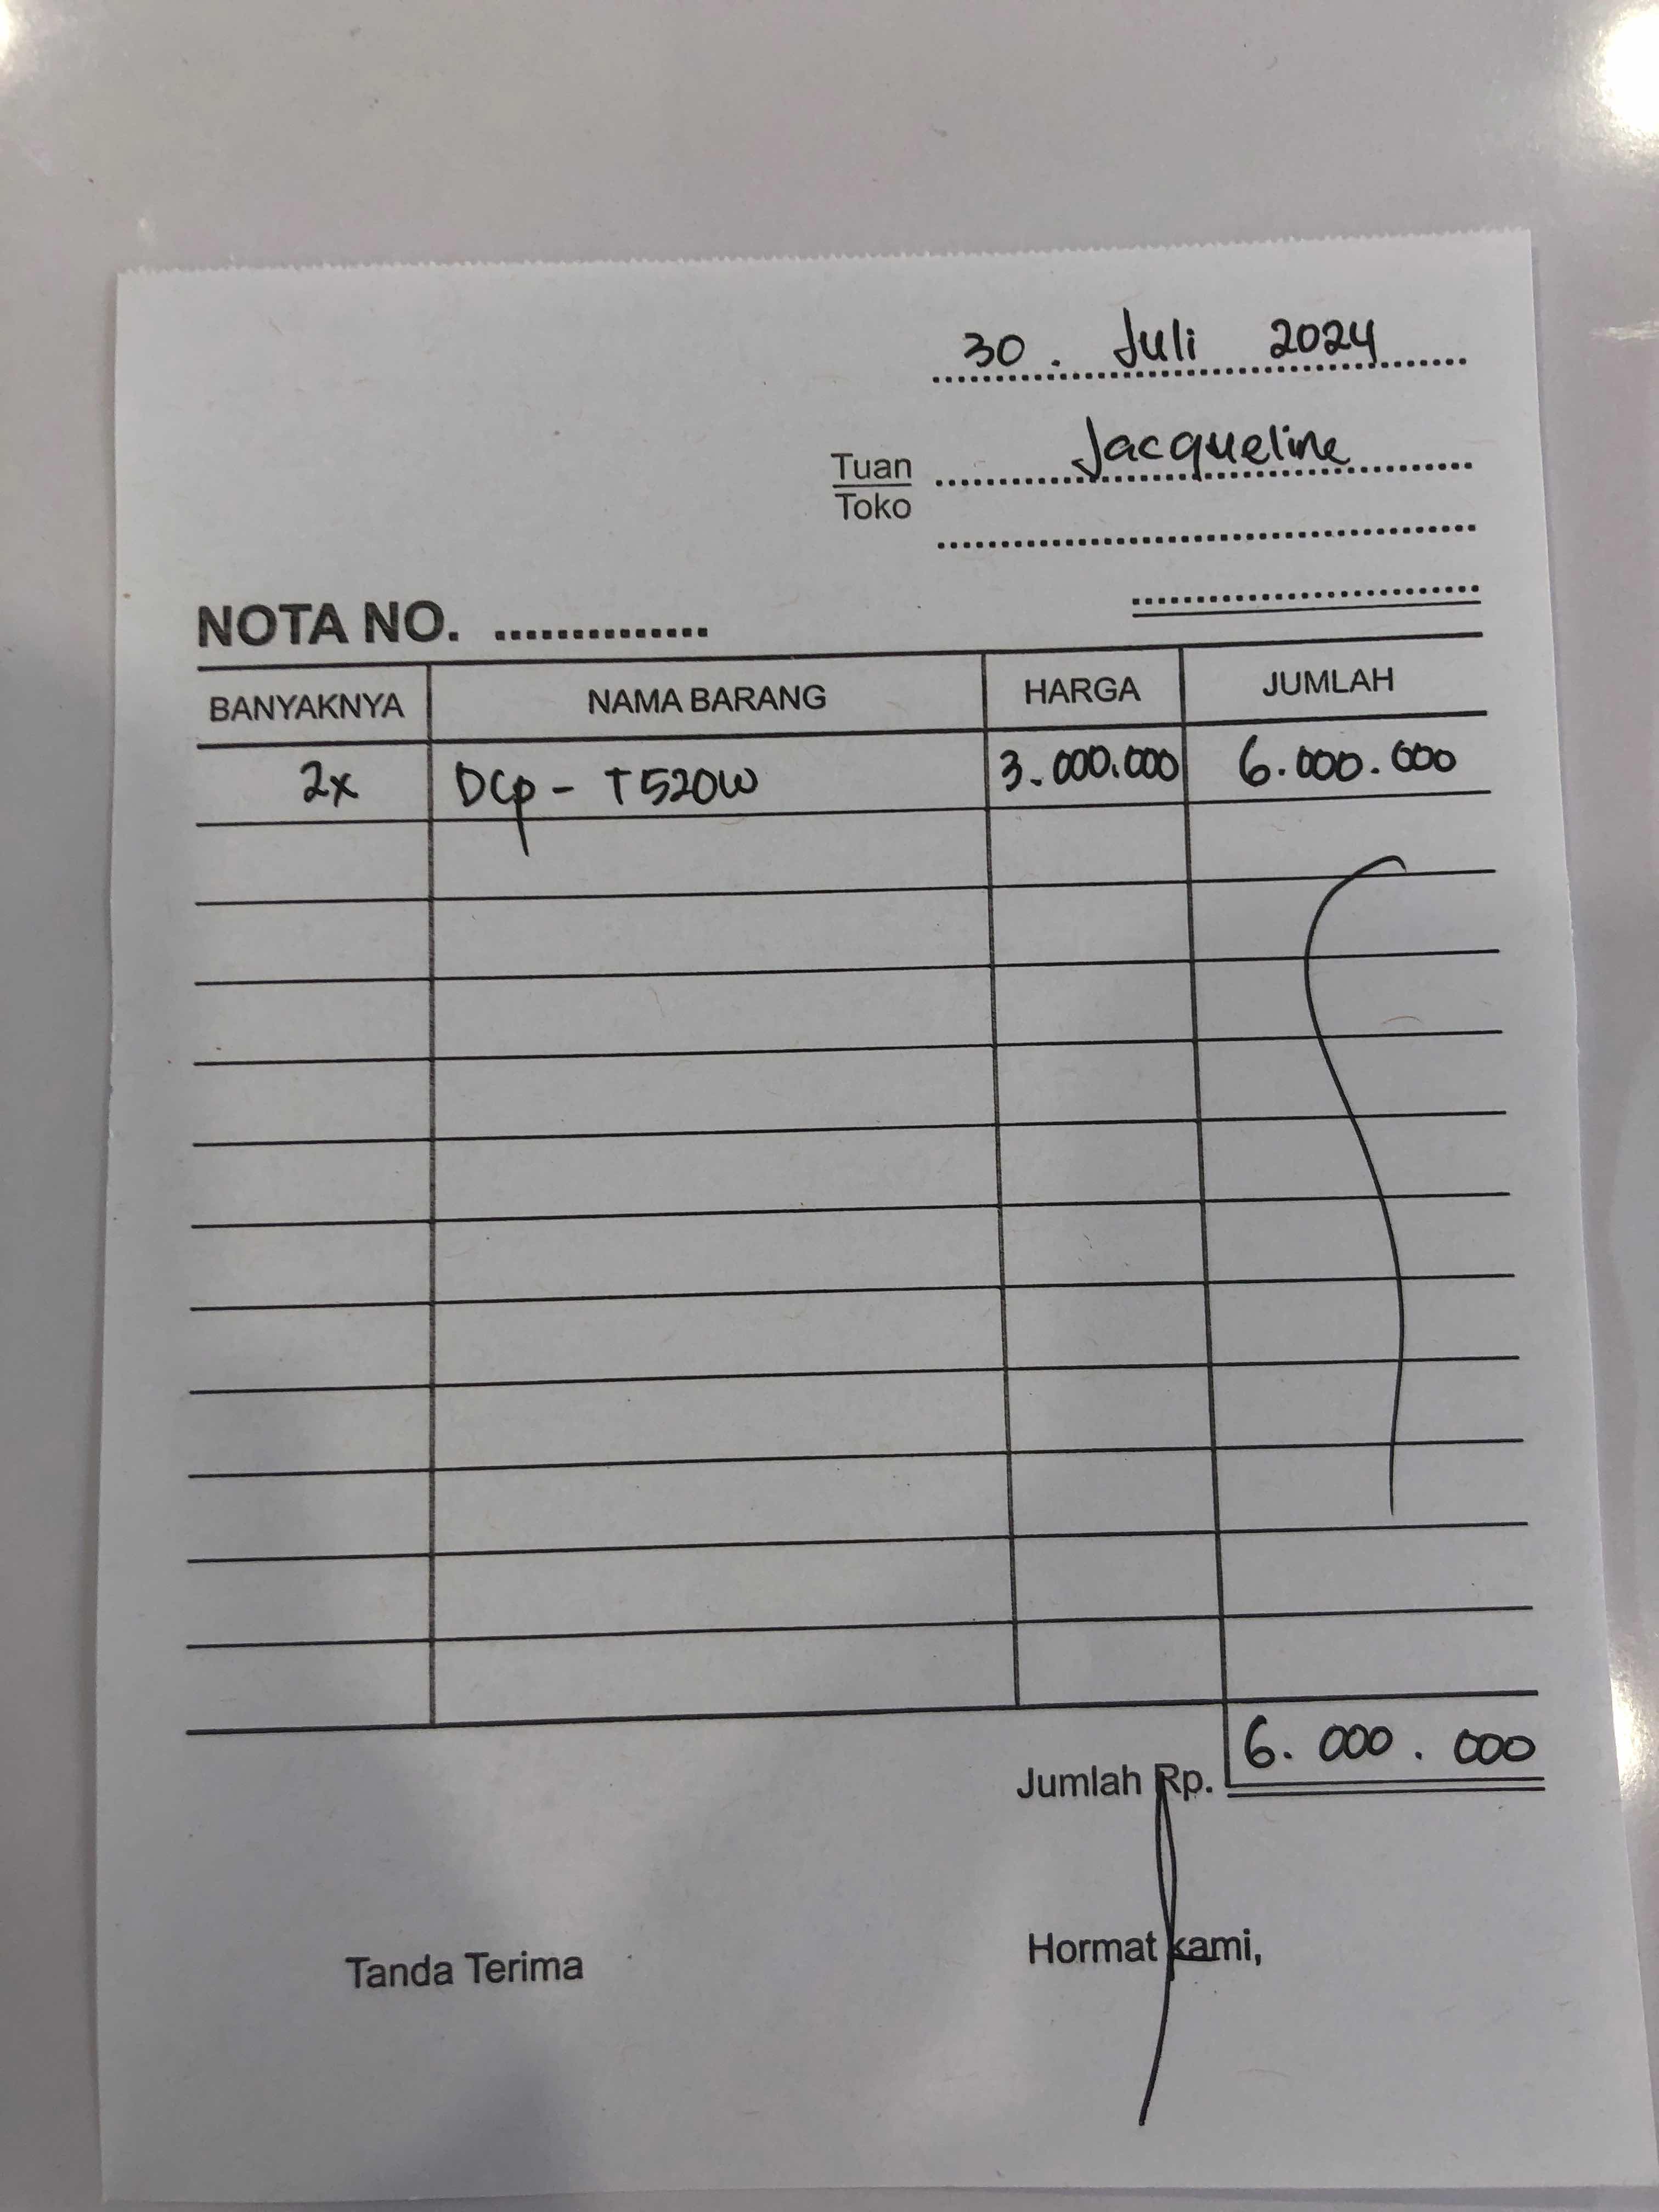 30. Juli 2024
Tuan Jacqueline
Toko
NOTA NO. ..............
BANYAKNYA NAMA BARANG HARGA JUMLAH
2x DCp - T520W 3.000.000 6.000.000
Jumlah Rp. 6.000.000
Tanda Terima Hormat kami,